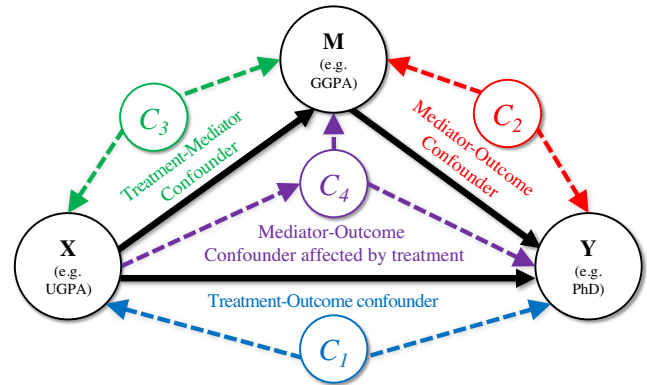 M
(e.g.
GGPA)
C3
C2
Treatment-Mediator
Confounder
Mediator-Outcome
Confounder
C4
X
(e.g.
UGPA)
Mediator-Outcome
Confounder affected by treatment
Y
(e.g.
PhD)
Treatment-Outcome confounder
C1